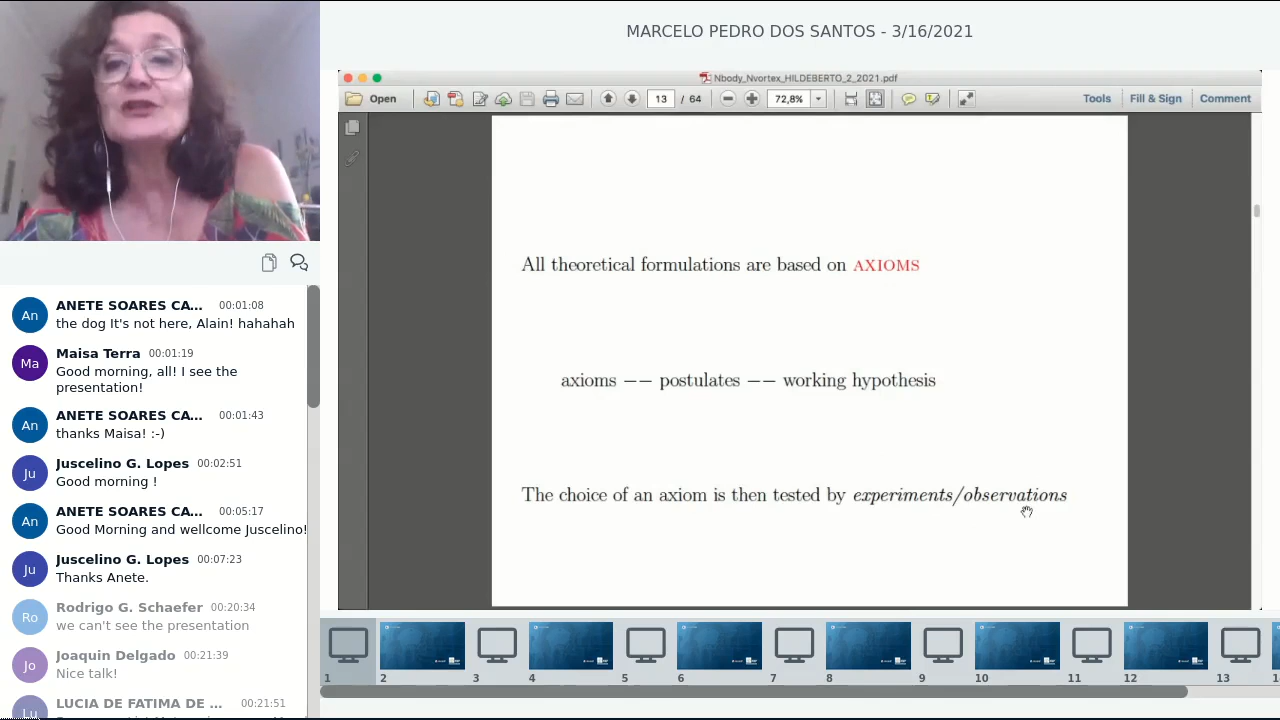 MARCELO PEDRO DOS SANTOS - 3/16/2021
Nbody_Nvortex_HILDEBERTO_2_2021.pdf
Open
13 / 64
72,8%
Tools
Fill & Sign
Comment
All theoretical formulations are based on AXIOMS
axioms −− postulates −− working hypothesis
The choice of an axiom is then tested by experiments/observations
An
ANETE SOARES CA... 00:01:08
the dog It's not here, Alain! hahahah
Ma
Maisa Terra 00:01:19
Good morning, all! I see the
presentation!
An
ANETE SOARES CA... 00:01:43
thanks Maisa! :-)
Ju
Juscelino G. Lopes 00:02:51
Good morning !
An
ANETE SOARES CA... 00:05:17
Good Morning and wellcome Juscelino!
Ju
Juscelino G. Lopes 00:07:23
Thanks Anete.
Ro
Rodrigo G. Schaefer 00:20:34
we can't see the presentation
Jo
Joaquin Delgado 00:21:39
Nice talk!
Lu
LUCIA DE FATIMA DE ... 00:21:51
1
2
3
4
5
6
7
8
9
10
11
12
13